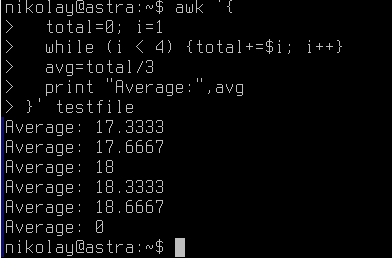 nikolay@astra:~$ awk '{
>   total=0; i=1
>   while (i < 4) {total+=$i; i++}
>   avg=total/3
>   print "Average:",avg
> }' testfile
Average: 17.3333
Average: 17.6667
Average: 18
Average: 18.3333
Average: 18.6667
Average: 0
nikolay@astra:~$